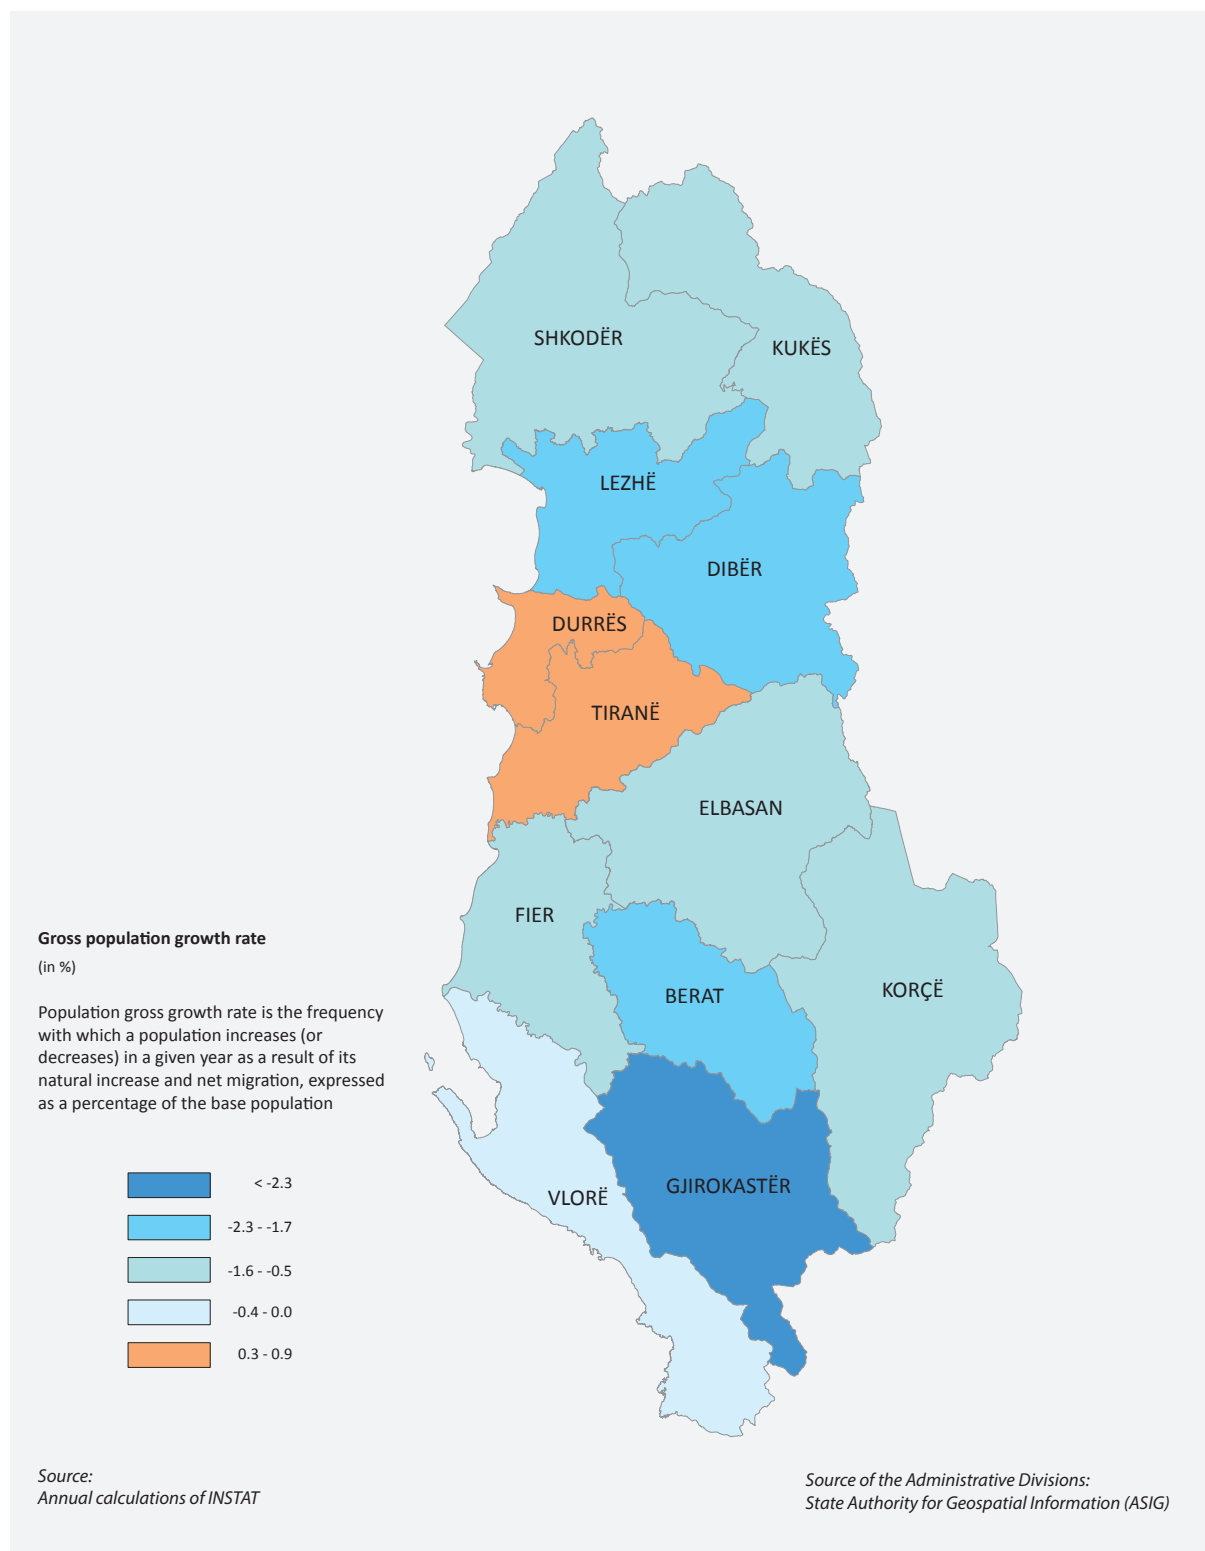 SHKODËR
KUKËS
LEZHË
DIBËR
DURRËS
TIRANË
ELBASAN
FIER
BERAT
KORÇË
GJIROKASTËR
VLORË
Gross population growth rate
(in %)
Population gross growth rate is the frequency
with which a population increases (or
decreases) in a given year as a result of its
natural increase and net migration, expressed
as a percentage of the base population
< -2.3
-2.3 - -1.7
-1.6 - -0.5
-0.4 - 0.0
0.3 - 0.9
Source:
Annual calculations of INSTAT
Source of the Administrative Divisions:
State Authority for Geospatial Information (ASIG)